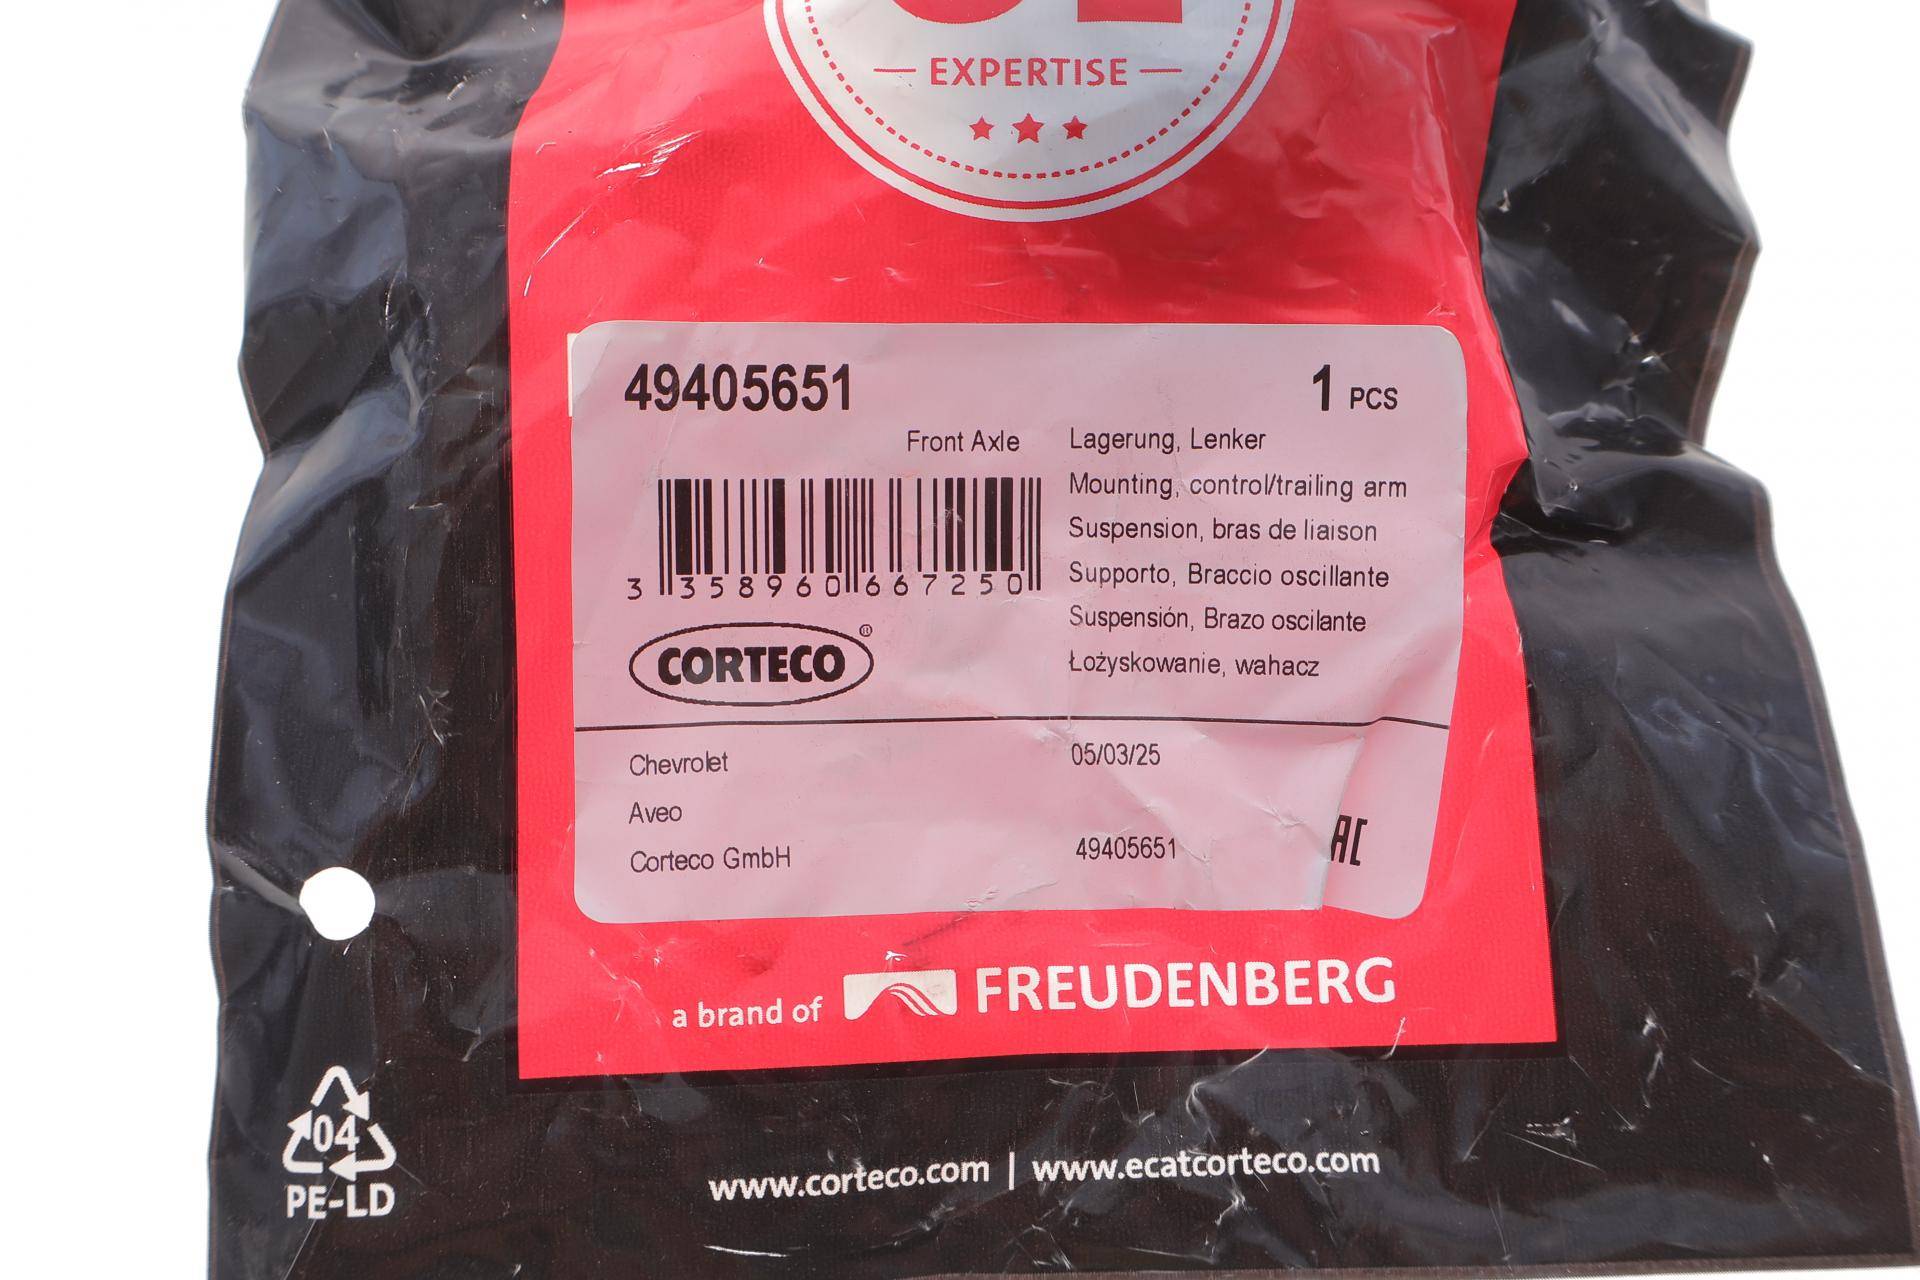 EXPERTISE
49405651
1 PCS
Front Axle
Lagerung, Lenker
Mounting, control/trailing arm
Suspension, bras de liaison
Supporto, Braccio oscillante
Suspensión, Brazo oscilante
Łożyskowanie, wahacz
3 358960 667250
CORTECO®
Chevrolet
05/03/25
Aveo
Corteco GmbH
49405651
a brand of FREUDENBERG
04
PE-LD
www.corteco.com | www.ecatcorteco.com